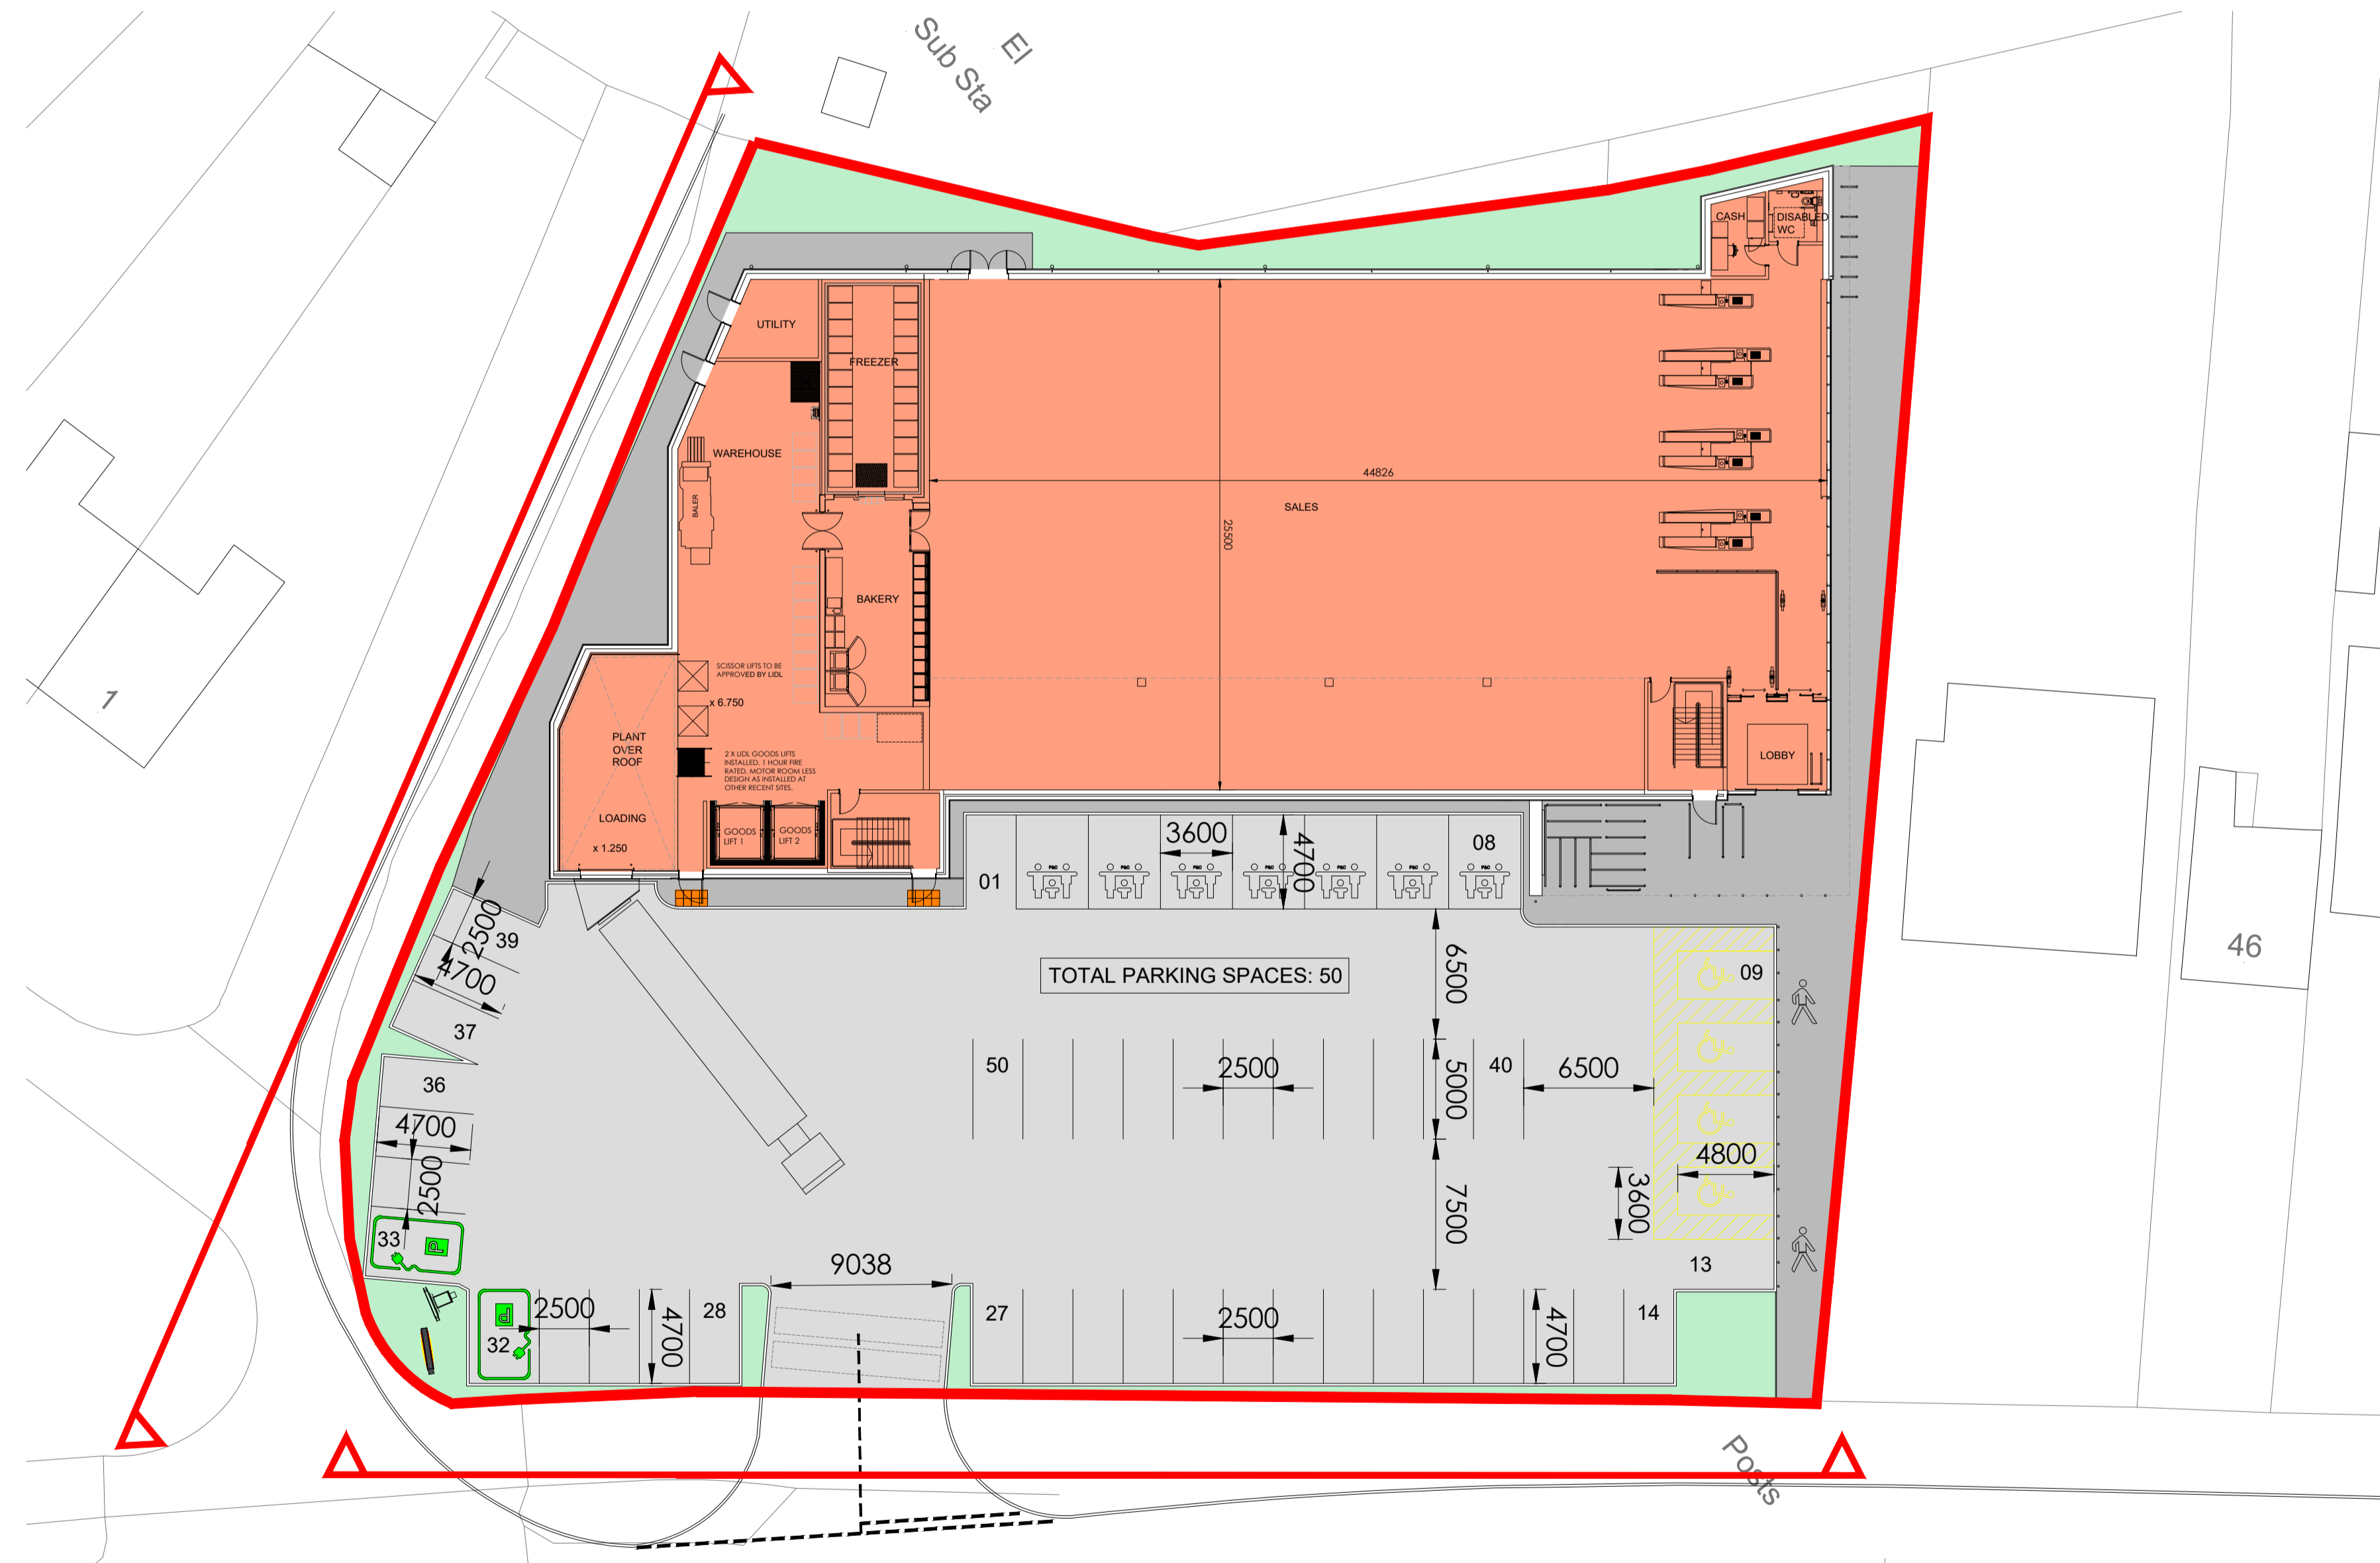 El
Sub Sta
CASH
DISABLED
WC
UTILITY
FREEZER
WAREHOUSE
BALER
44826
SALES
25500
BAKERY
SCISSOR LIFTS TO BE
APPROVED BY LIDL
x 6.750
1
PLANT
OVER
ROOF
2 X LIDL GOODS LIFTS
INSTALLED. 1 HOUR FIRE
RATED. MOTOR ROOM LESS
DESIGN AS INSTALLED AT
OTHER RECENT SITES.
LOBBY
LOADING
x 1.250
GOODS
LIFT 1
GOODS
LIFT 2
3600
4700
08
01
P&C
P&C
P&C
P&C
P&C
P&C
P&C
46
2500
39
4700
37
TOTAL PARKING SPACES: 50
6500
09
36
4700
2500
33
P
50
2500
5000
40
6500
4800
3600
7500
13
9038
P
32
2500
4700
28
27
2500
4700
14
Posts